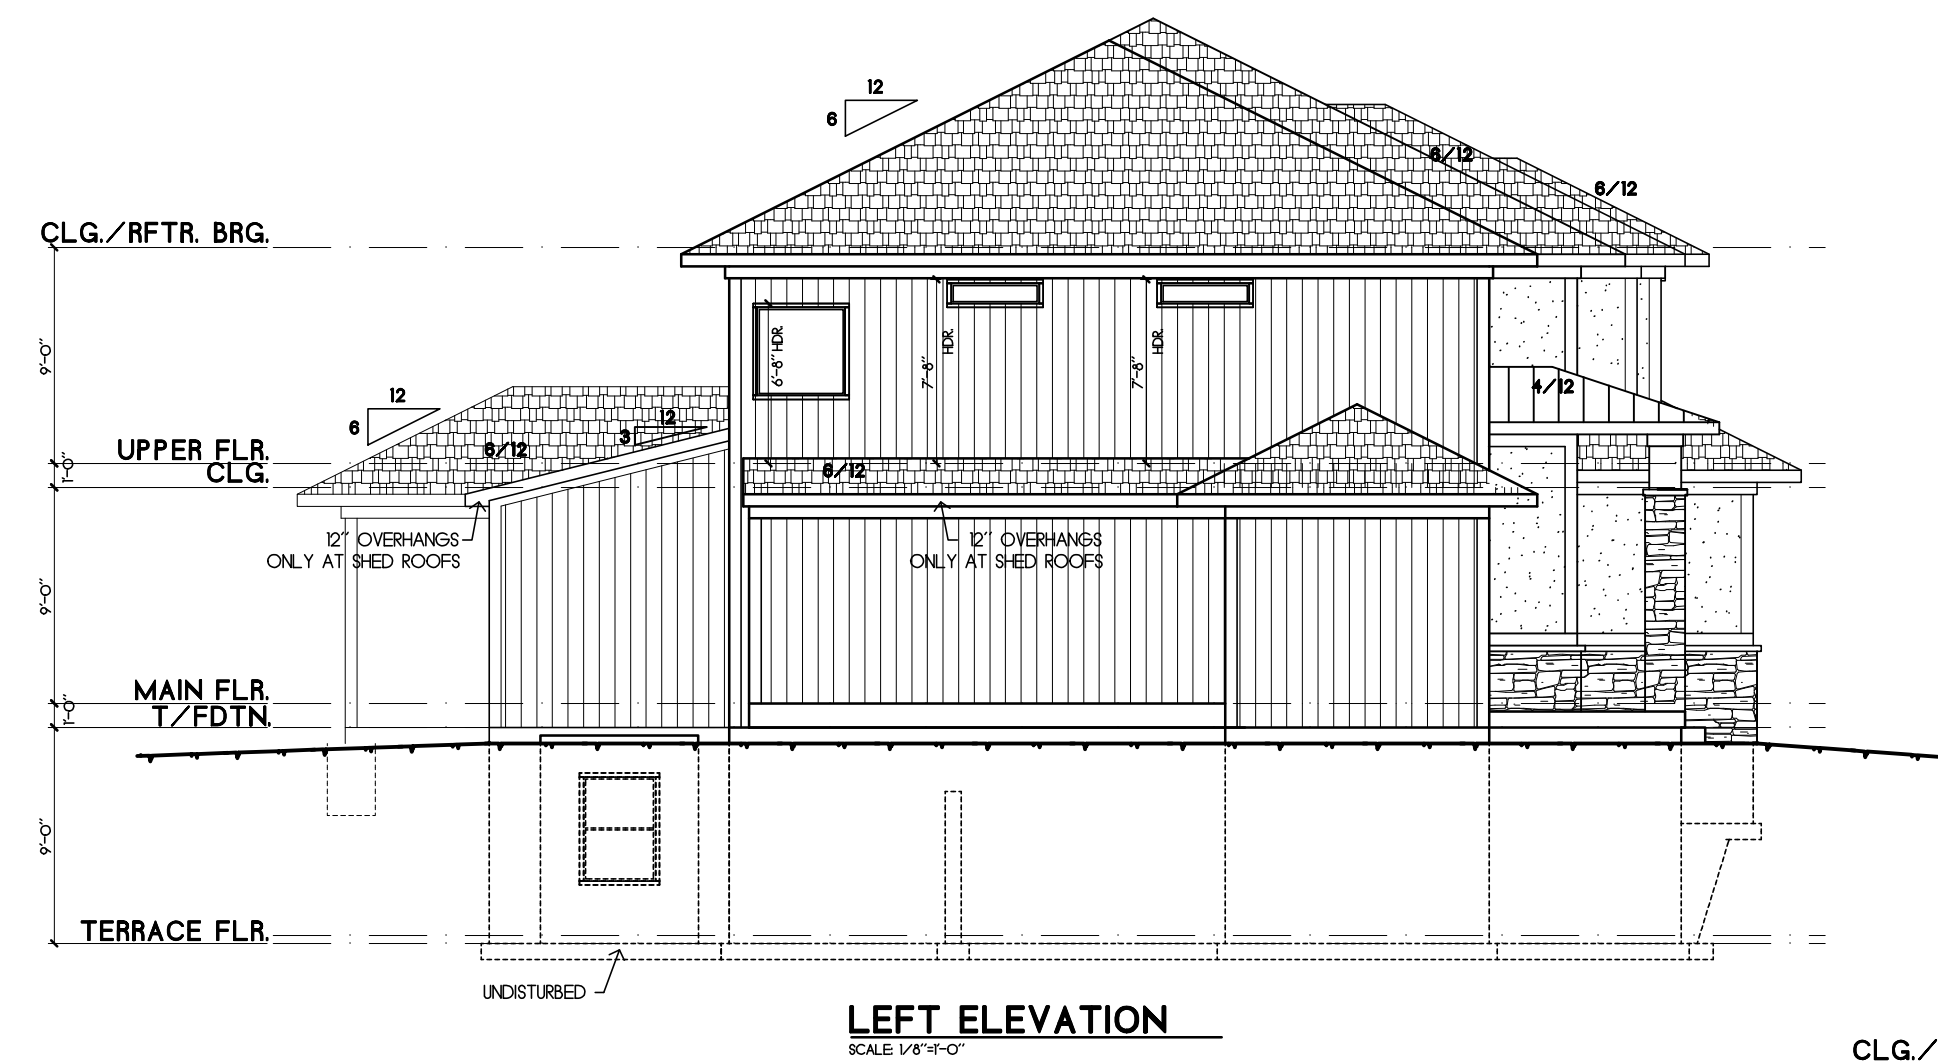 12
6
6/12
6/12
CLG./RFTR. BRG.
9'-0"
6'-8" HDR.
7'-8"
HDR.
7'-8"
HDR.
12
6
12
3
4/12
UPPER FLR.
CLG.
1'-0"
6/12
6/12
12" OVERHANGS
ONLY AT SHED ROOFS
12" OVERHANGS
ONLY AT SHED ROOFS
9'-0"
MAIN FLR.
T/FDTN.
1'-0"
9'-0"
TERRACE FLR.
UNDISTURBED
LEFT ELEVATION
SCALE: 1/8"=1'-0"
CLG./